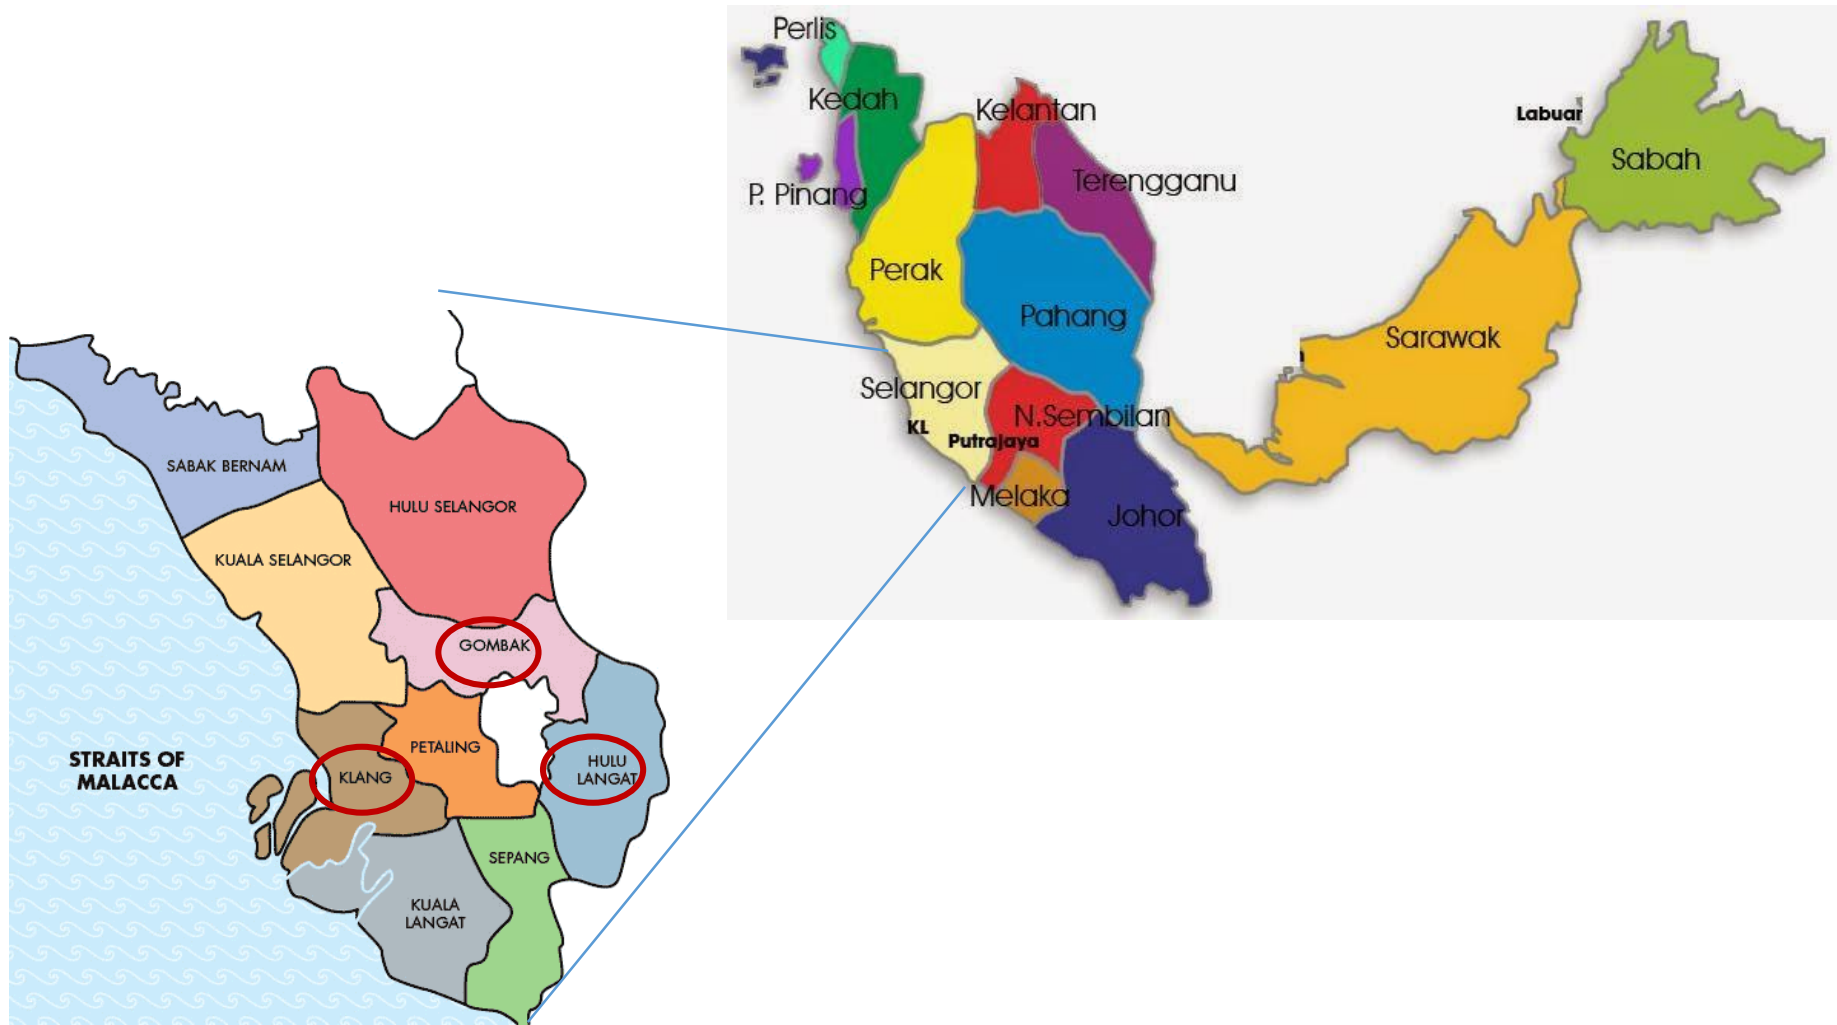 Perlis
Kedah
Kelantan
Labuar
Sabah
P. Pinang
Terengganu
Perak
Pahang
Sarawak
Selangor
N.Sembilan
KL
Putrajaya
Melaka
Johor
SABAK BERNAM
HULU SELANGOR
KUALA SELANGOR
GOMBAK
PETALING
STRAITS OF
MALACCA
KLANG
HULU
LANGAT
SEPANG
KUALA
LANGAT